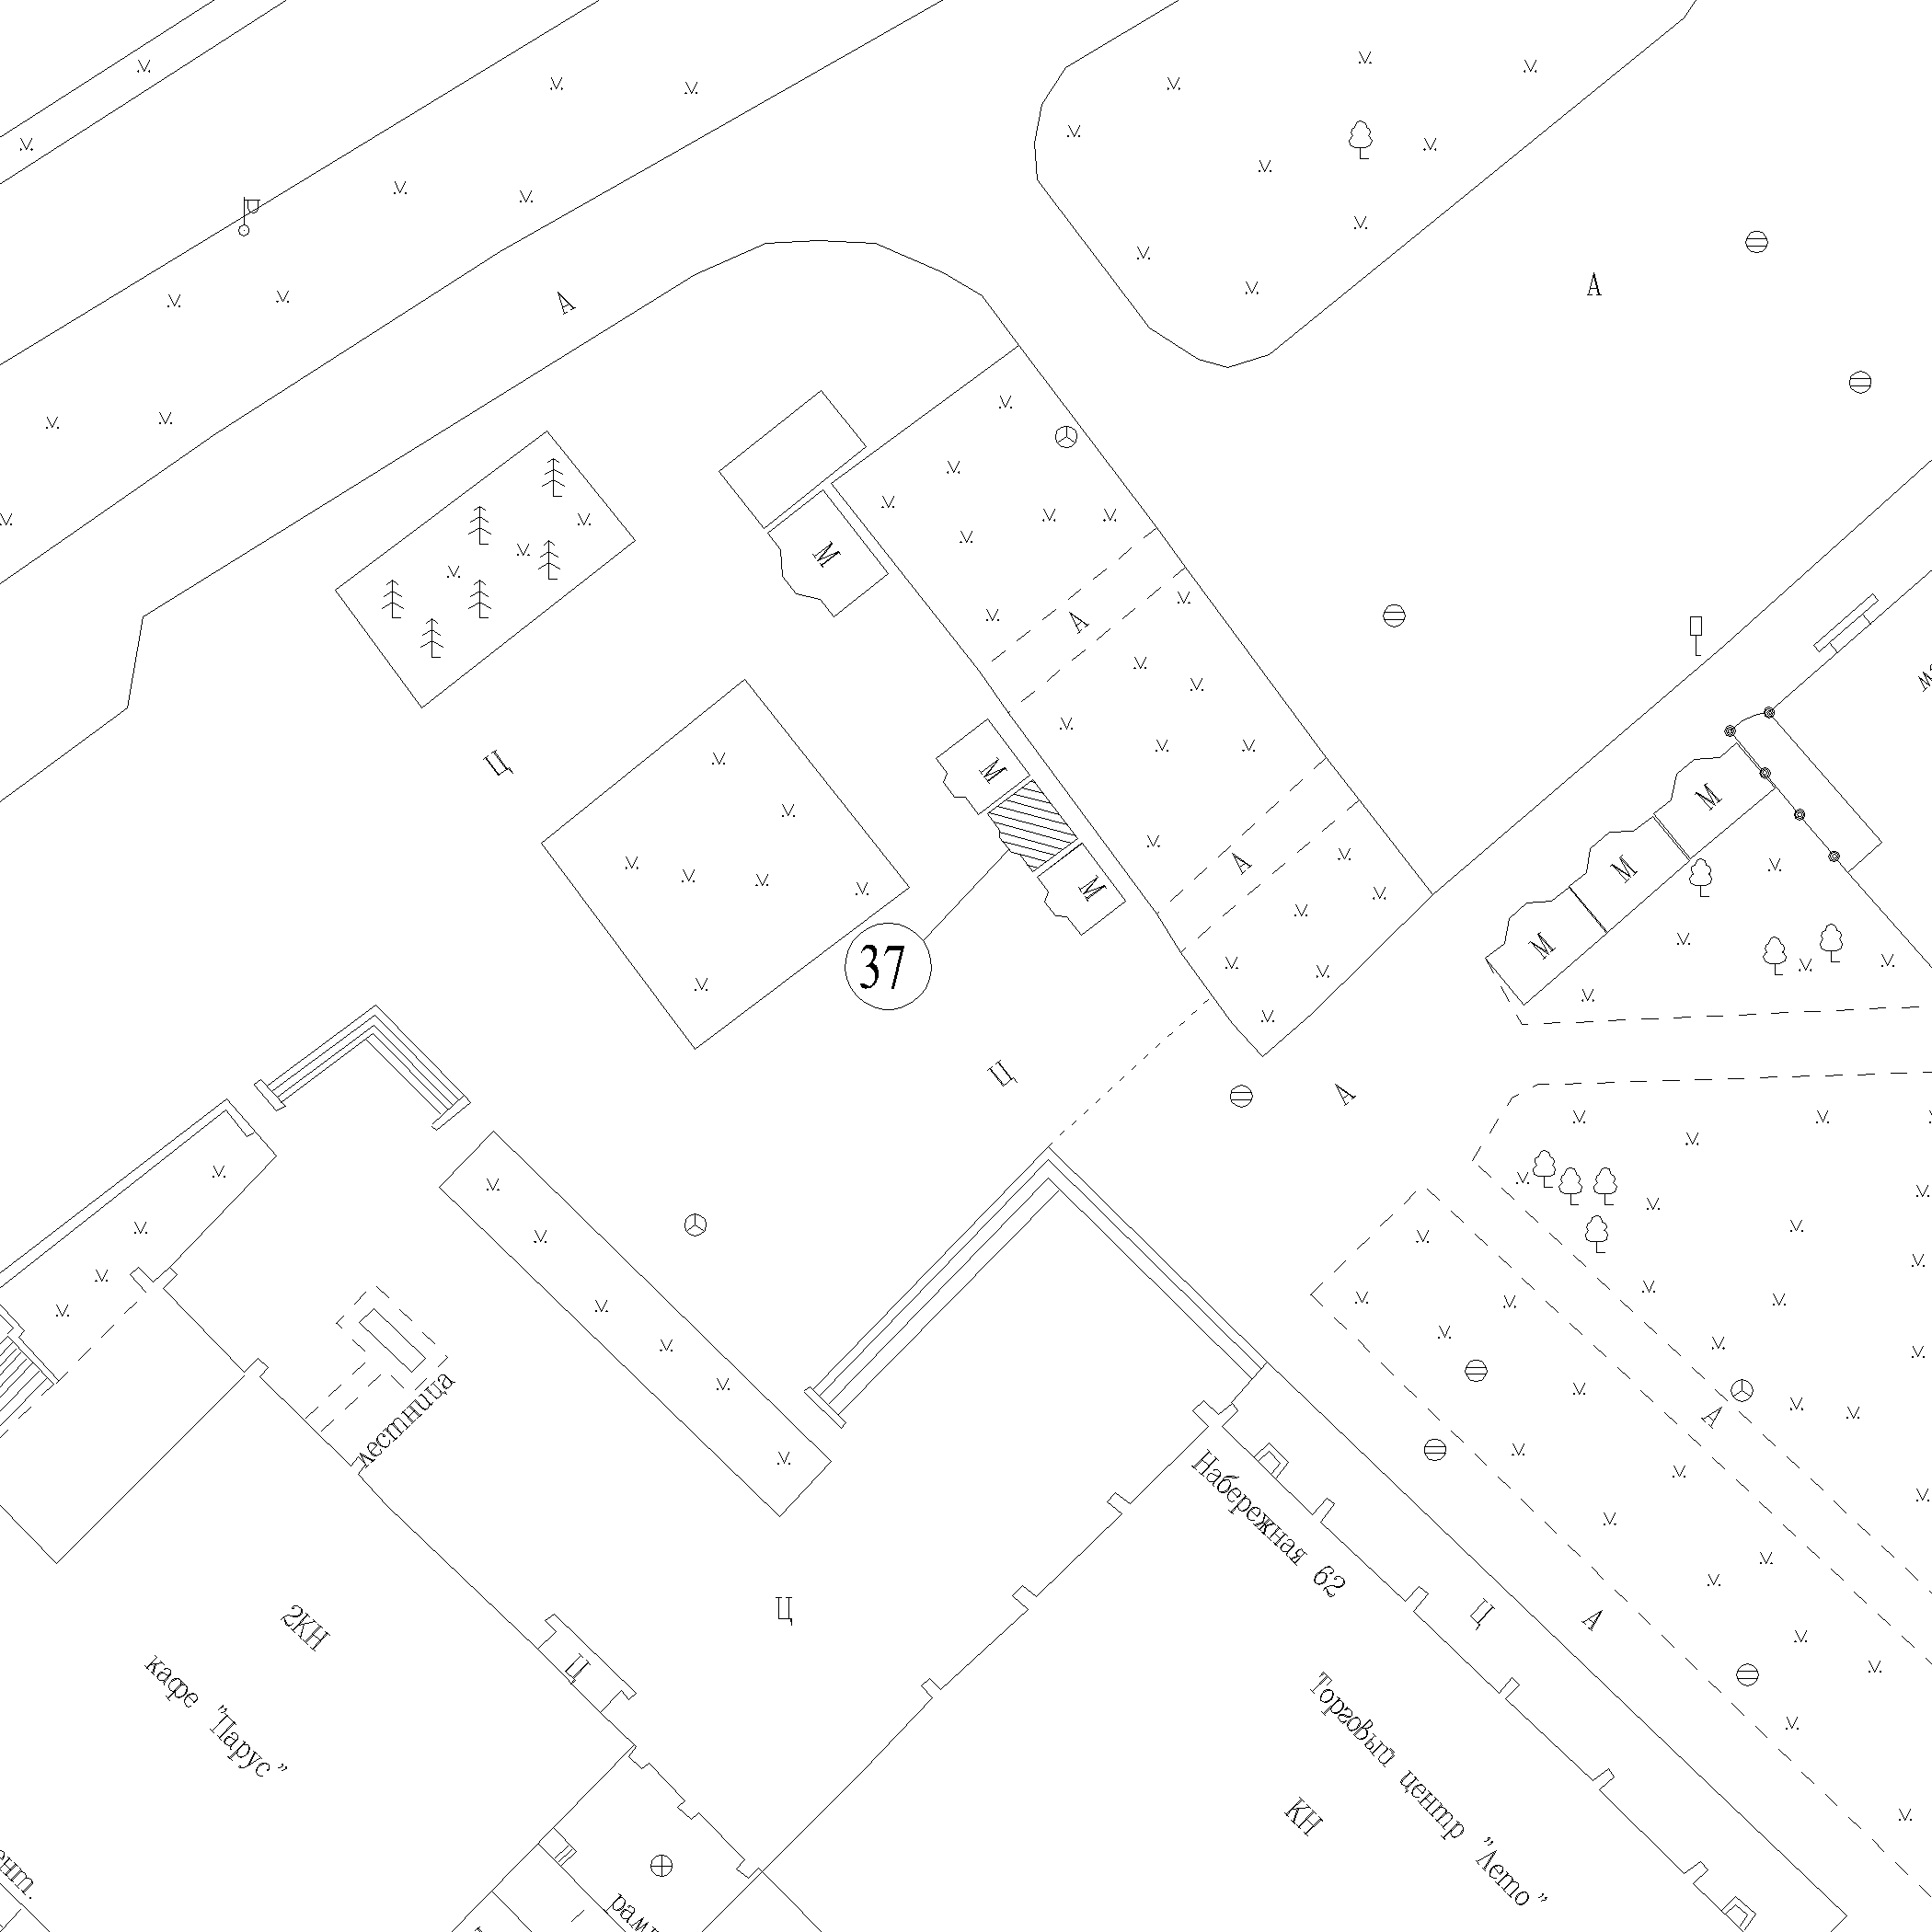 А
А
М
А
Ц
М
М
А
М
М
М
37
Ц
А
лестница
А
Набережная 62
2КН
Ц
Ц
Ц
А
кафе "Парус"
Торговый центр "Лето"
КН